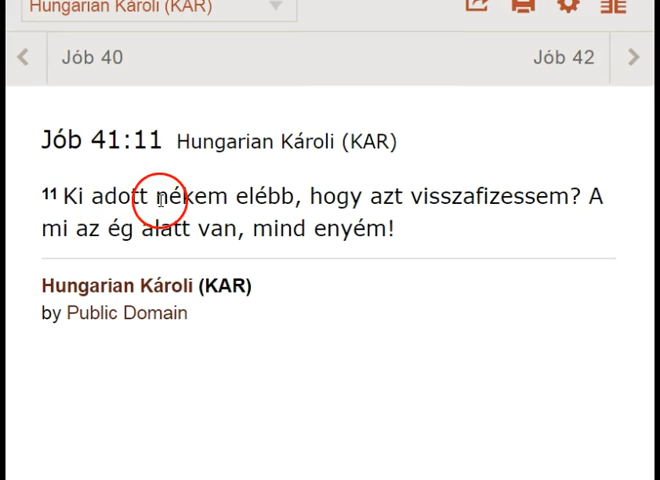 Hungarian Károli (KAR)
Jób 40
Jób 42
Jób 41:11 Hungarian Károli (KAR)
11 Ki adott nékem elébb, hogy azt visszafizessem? A
mi az ég alatt van, mind enyém!
Hungarian Károli (KAR)
by Public Domain